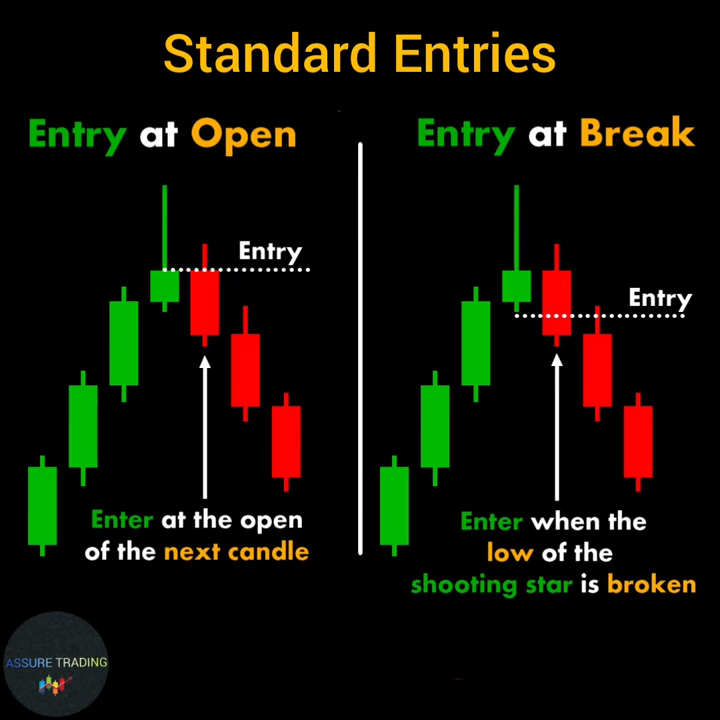 Standard Entries
Entry at Open
Entry
Enter at the open
of the next candle
Entry at Break
Entry
Enter when the
low of the
shooting star is broken
ASSURE TRADING